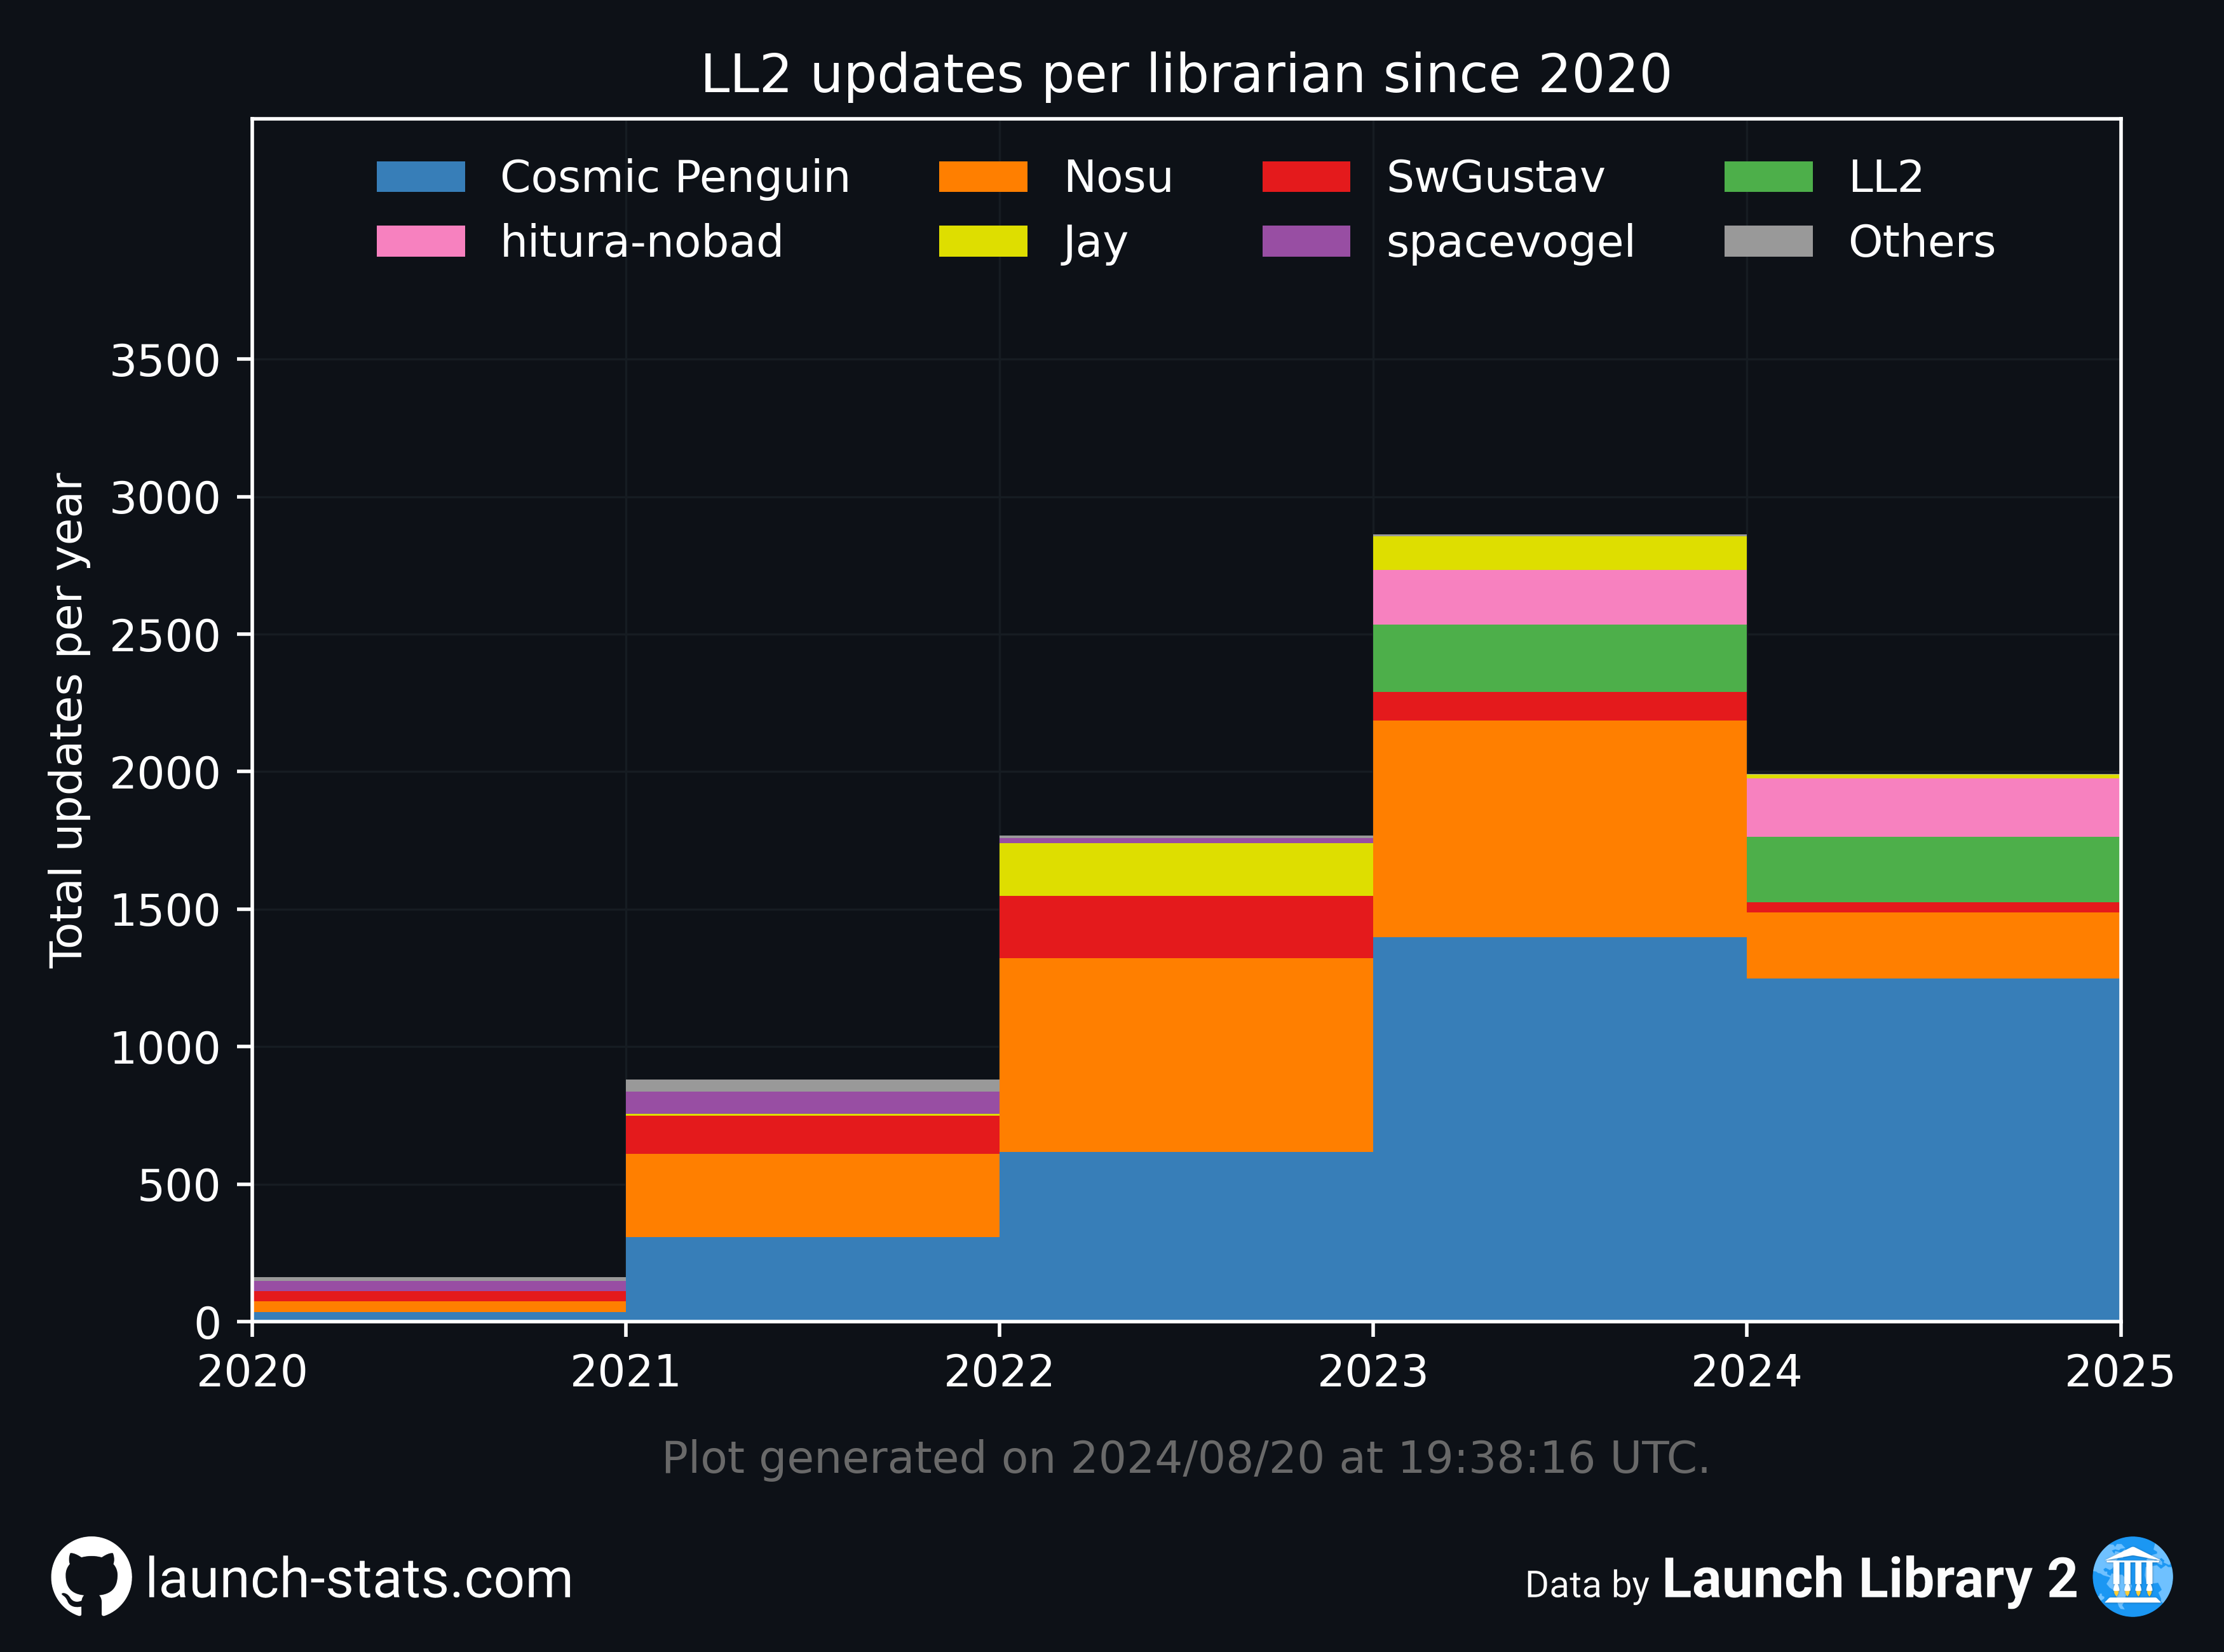 LL2 updates per librarian since 2020
Cosmic Penguin Nosu SwGustav LL2
hitura-nobad Jay spacevogel Others
Total updates per year
3500
3000
2500
2000
1500
1000
500
0
2020 2021 2022 2023 2024 2025
Plot generated on 2024/08/20 at 19:38:16 UTC.
launch-stats.com
Data by Launch Library 2